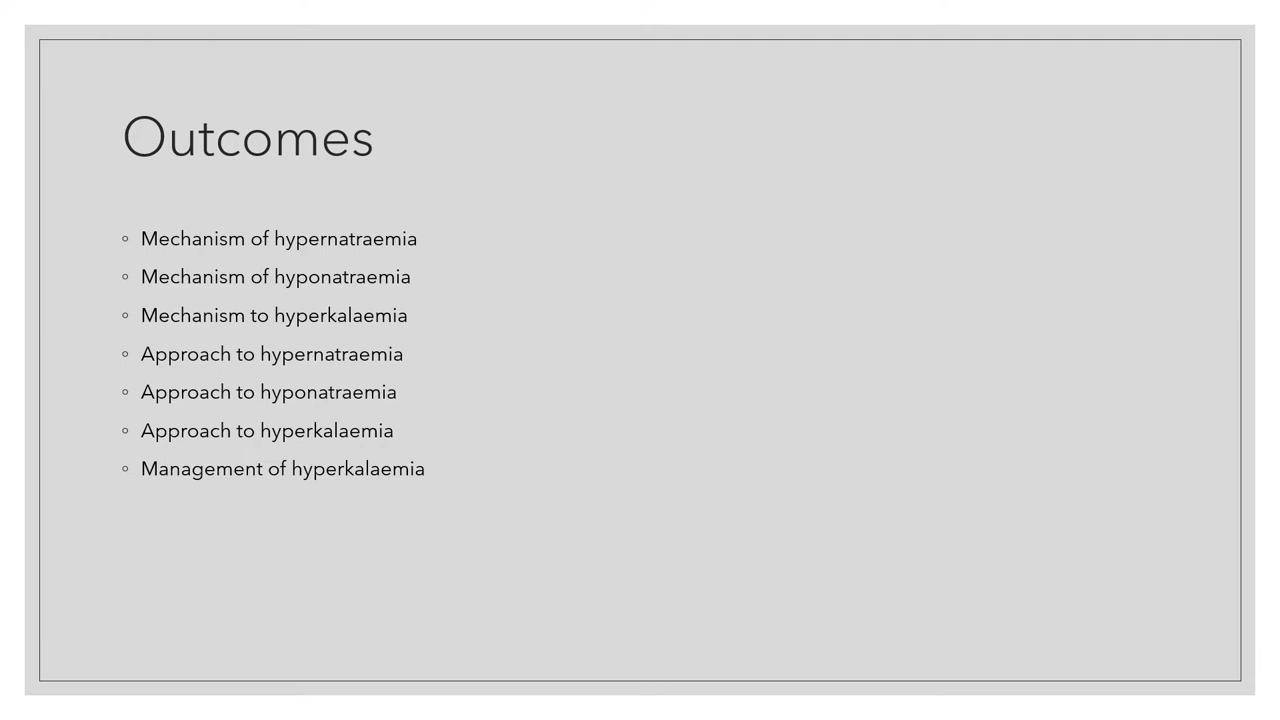 Outcomes
◦ Mechanism of hypernatraemia
◦ Mechanism of hyponatraemia
◦ Mechanism to hyperkalaemia
◦ Approach to hypernatraemia
◦ Approach to hyponatraemia
◦ Approach to hyperkalaemia
◦ Management of hyperkalaemia